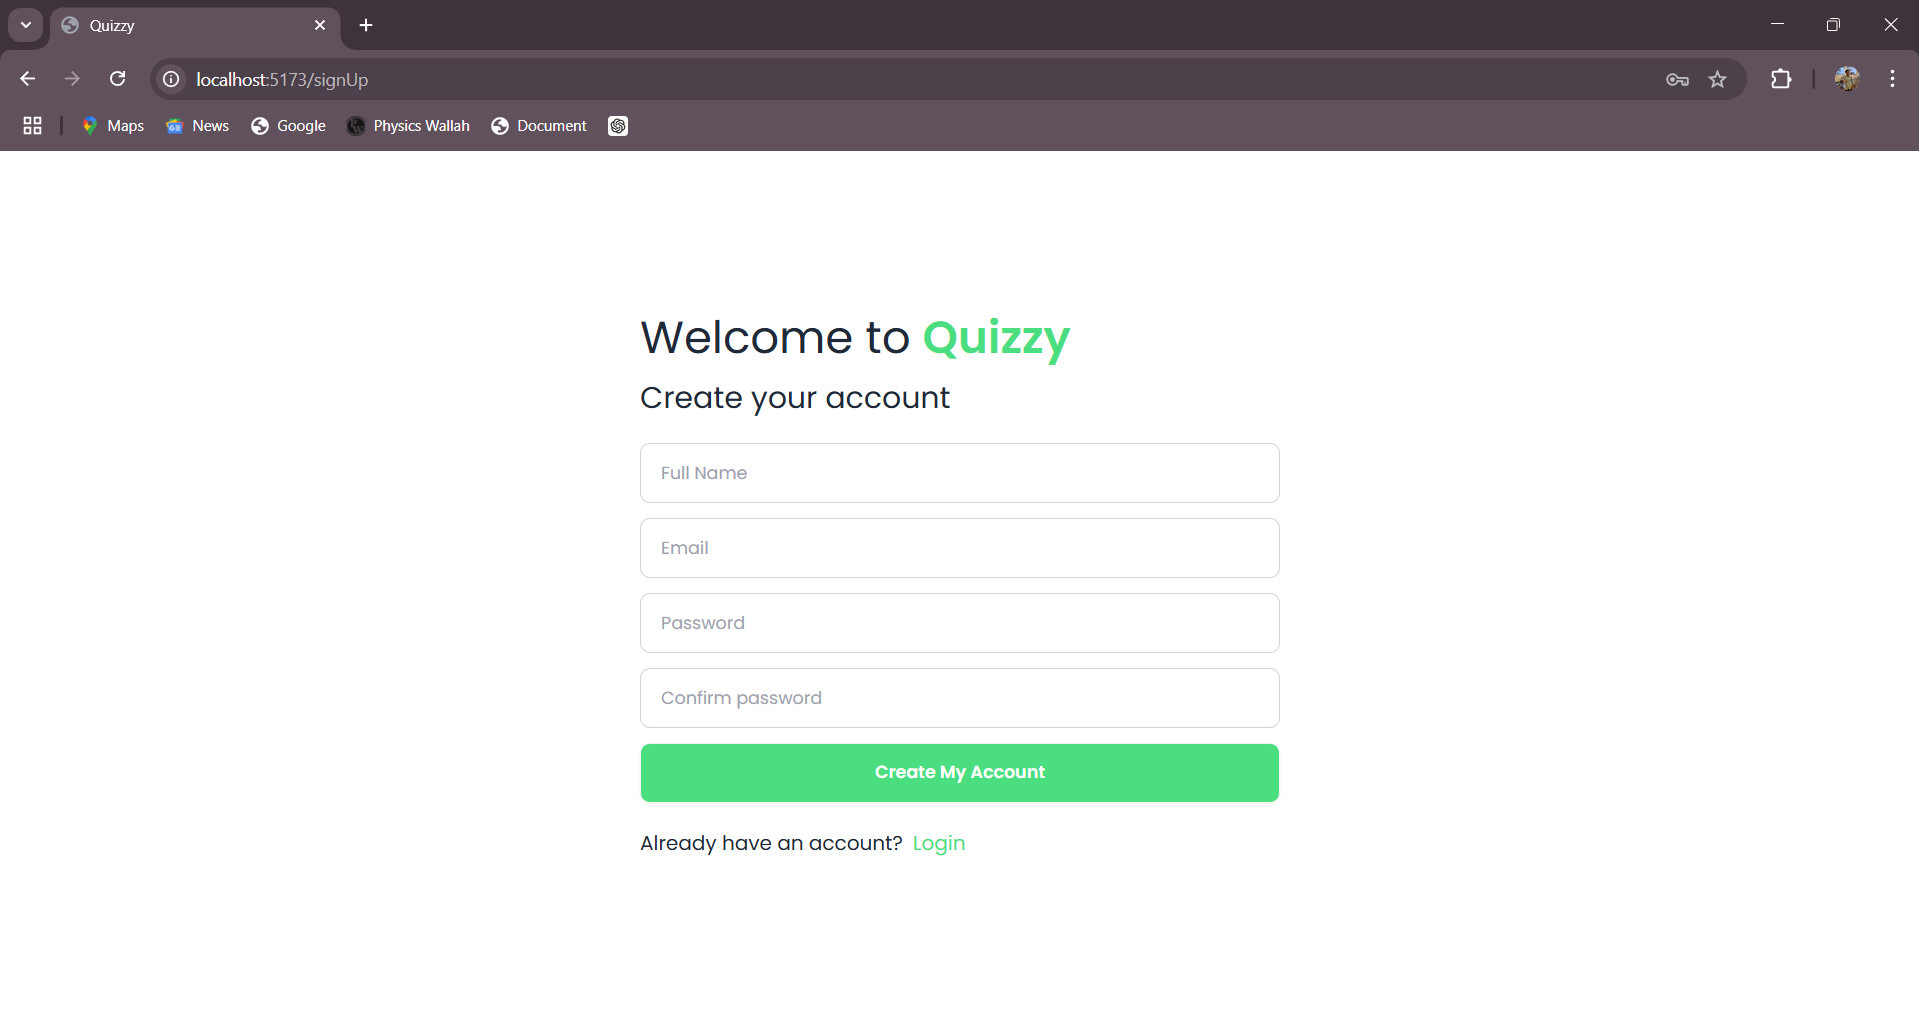 Quizzy
localhost:5173/signUp
Maps News Google Physics Wallah Document
Welcome to Quizzy
Create your account
Full Name
Email
Password
Confirm password
Create My Account
Already have an account? Login